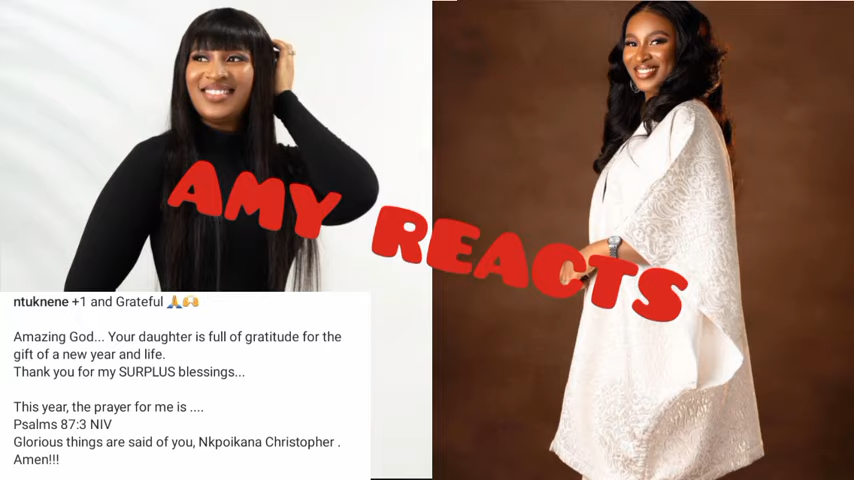 AMY REACTS
ntuknene +1 and Grateful 🙏🙌
Amazing God... Your daughter is full of gratitude for the
gift of a new year and life.
Thank you for my SURPLUS blessings...
This year, the prayer for me is ....
Psalms 87:3 NIV
Glorious things are said of you, Nkpoikana Christopher .
Amen!!!